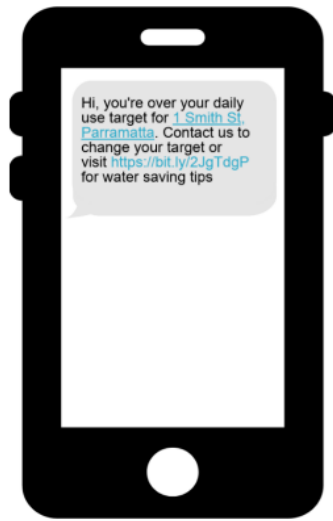 Hi, you're over your daily
use target for 1 Smith St,
Parramatta. Contact us to
change your target or
visit https://bit.ly/2JgTdgP
for water saving tips